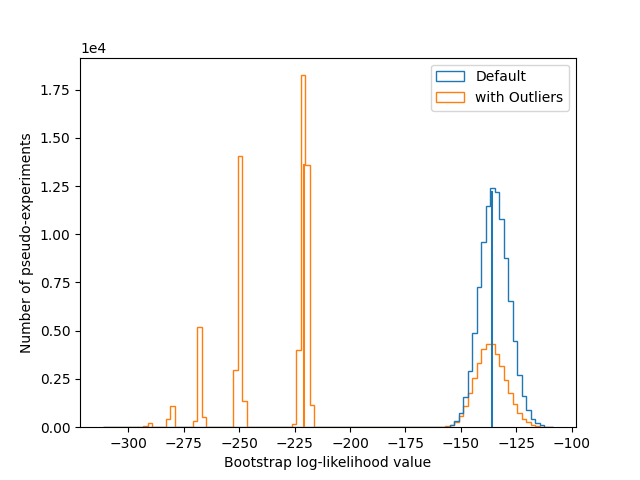 1e4
Default
with Outliers
1.75
1.50
1.25
1.00
0.75
0.50
0.25
0.00
Number of pseudo-experiments
−300 −275 −250 −225 −200 −175 −150 −125 −100
Bootstrap log-likelihood value